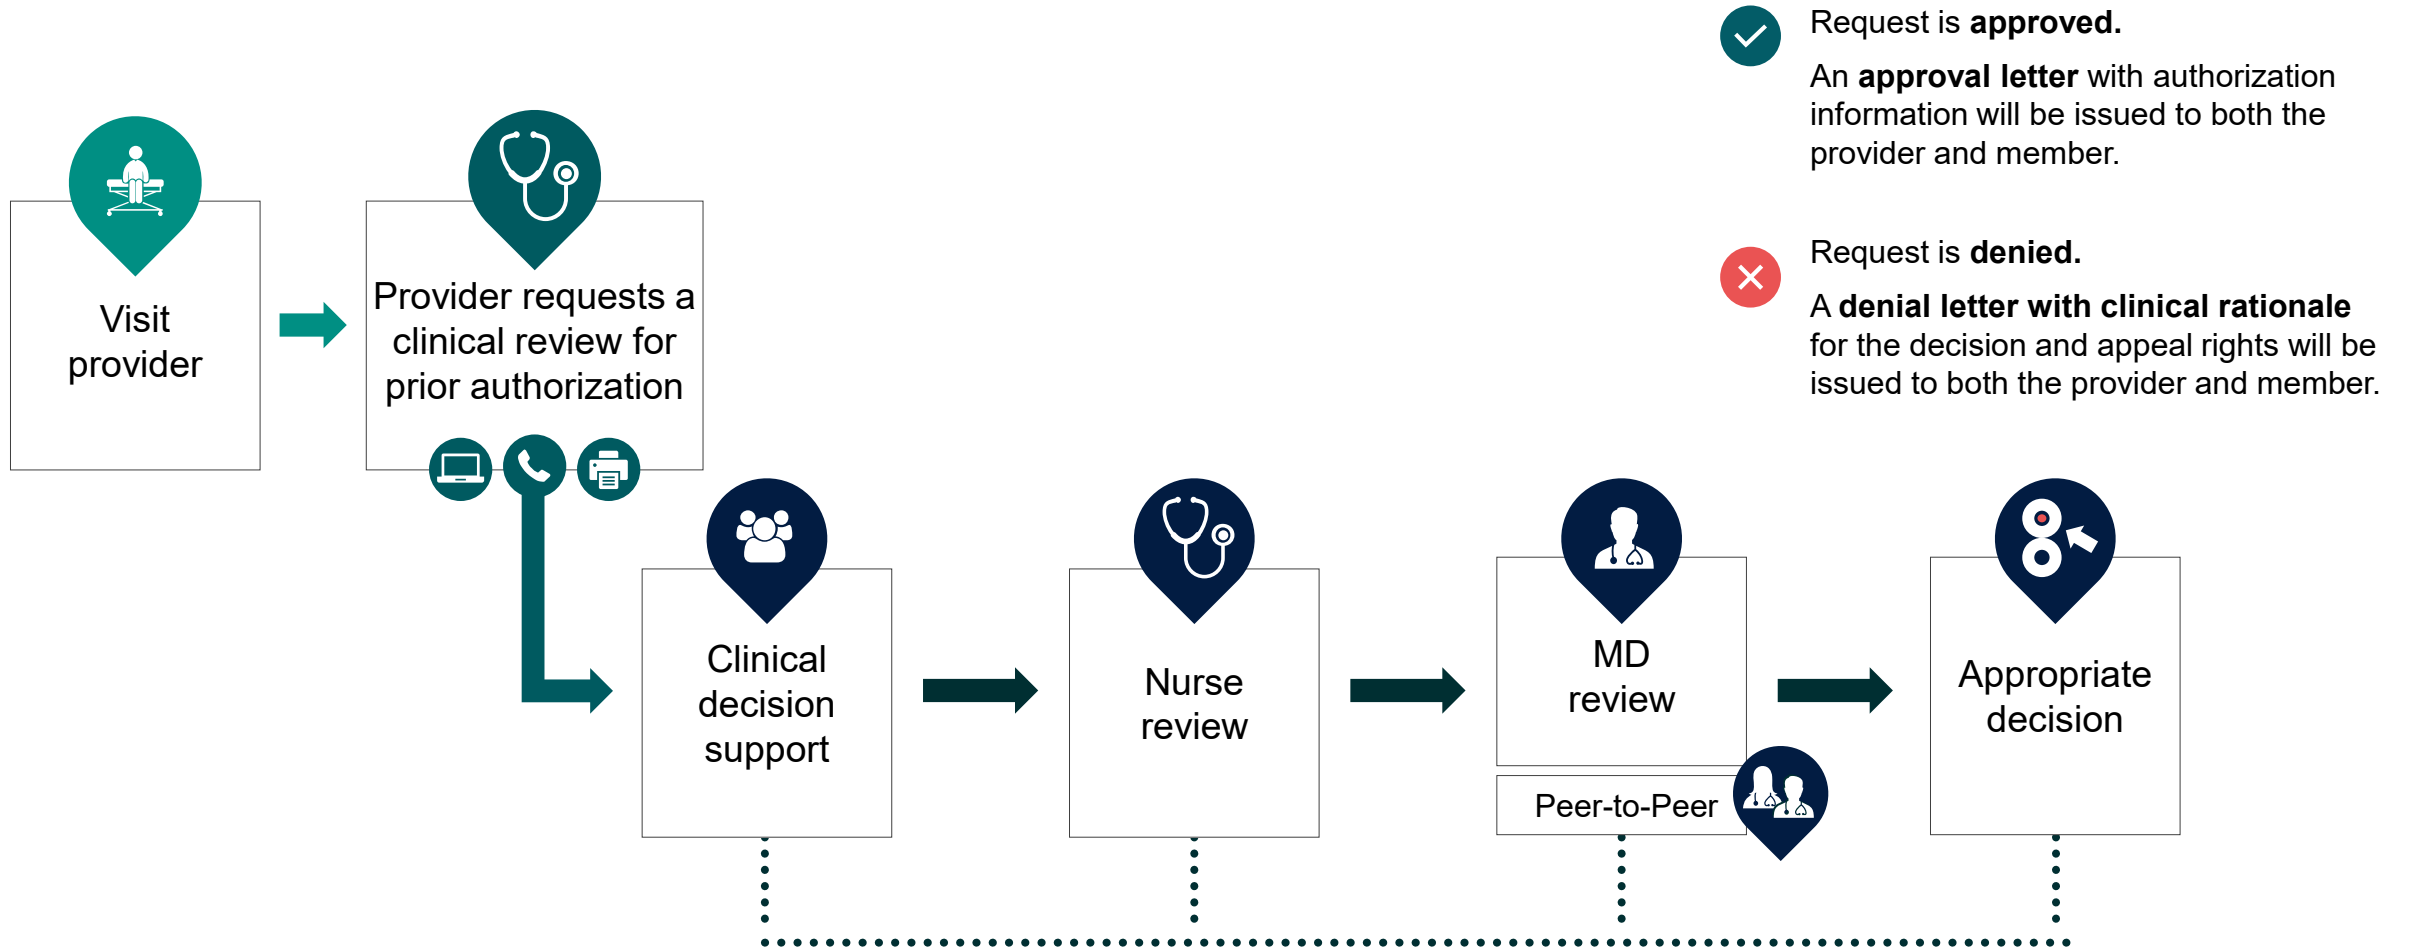 Request is approved.
An approval letter with authorization
information will be issued to both the
provider and member.
Request is denied.
A denial letter with clinical rationale
for the decision and appeal rights will be
issued to both the provider and member.
Visit
provider
Provider requests a
clinical review for
prior authorization
Clinical
decision
support
Nurse
review
MD
review
Peer-to-Peer
Appropriate
decision